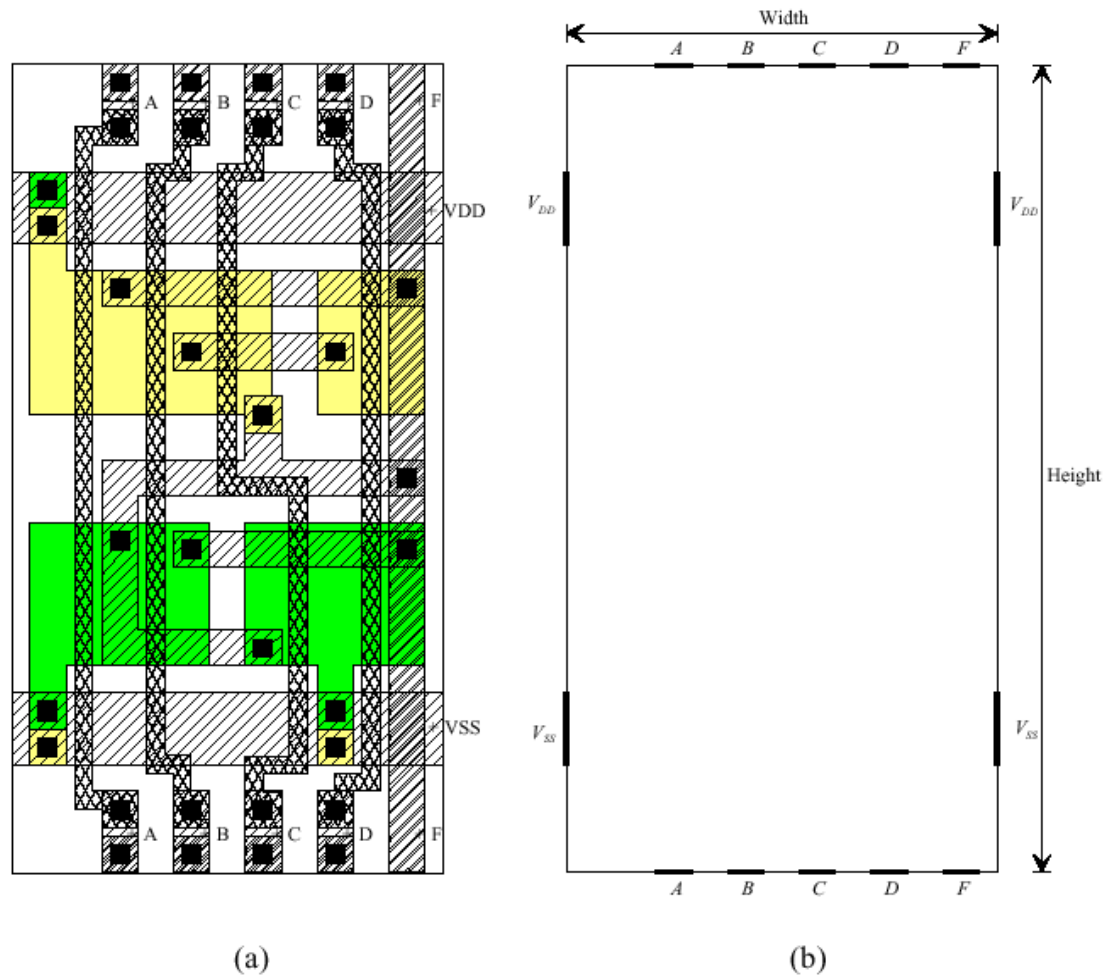 Width
A B C D F
A B C D F
VDD
V_DD V_DD
Height
VSS
V_SS V_SS
A B C D F
A B C D F
(a) (b)